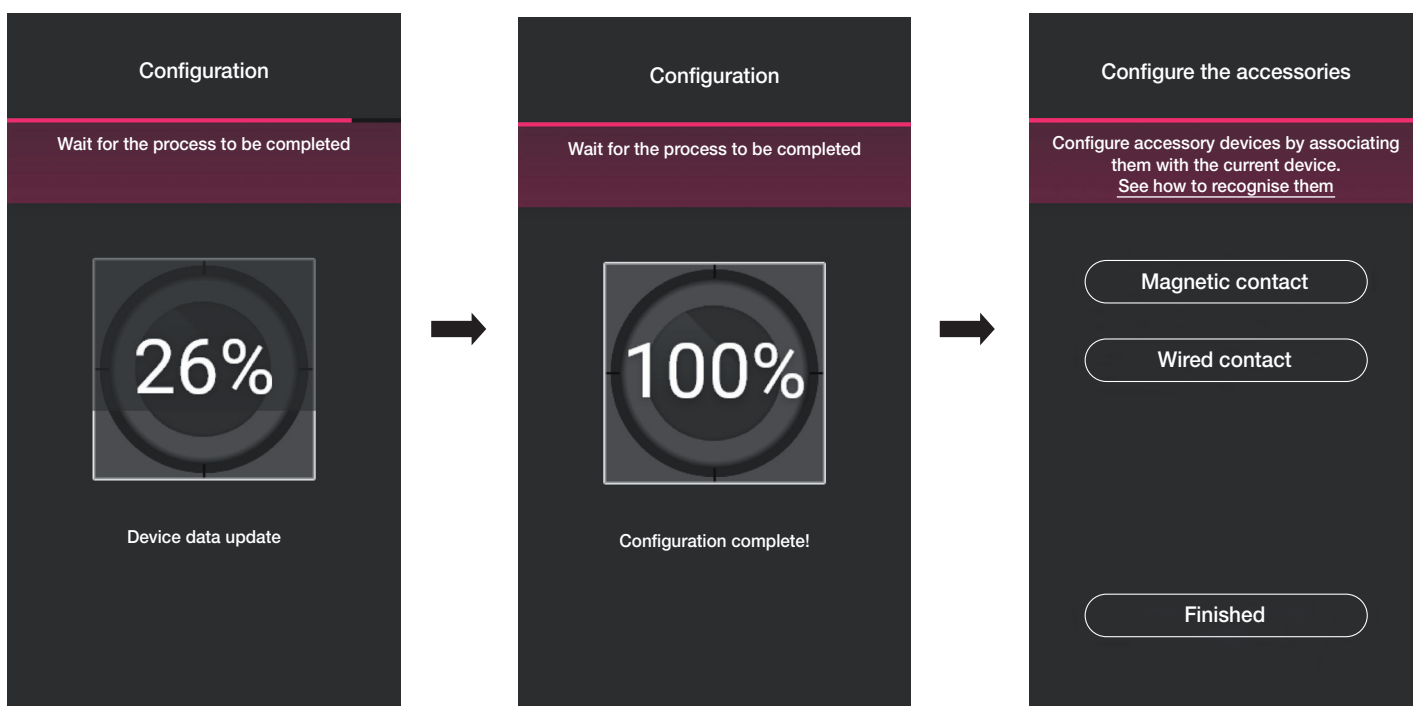 Configuration
Wait for the process to be completed
26%
Device data update
Configuration
Wait for the process to be completed
100%
Configuration complete!
Configure the accessories
Configure accessory devices by associating
them with the current device.
See how to recognise them
Magnetic contact
Wired contact
Finished